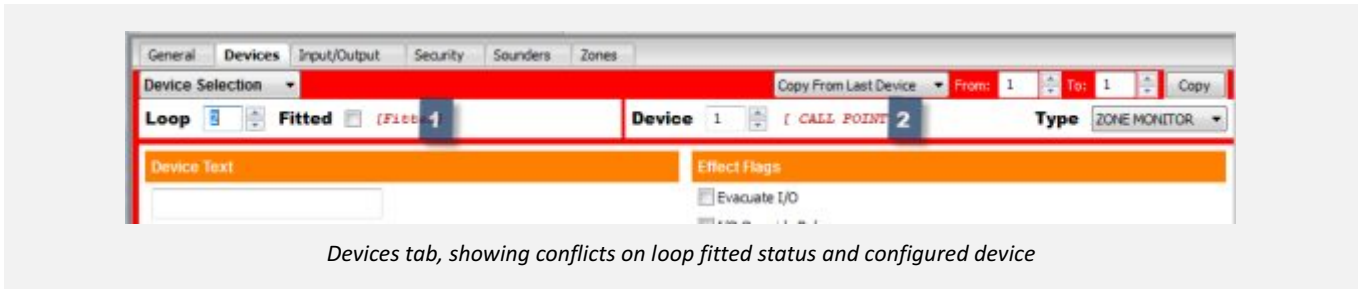 General Devices Input/Output Security Sounders Zones
Device Selection Copy From Last Device From: 1 To: 1 Copy
Loop 2 Fitted 1 Device 1 [ CALL POINT 2 Type ZONE MONITOR
Device Text Effect Flags
Evacuate I/O
Devices tab, showing conflicts on loop fitted status and configured device